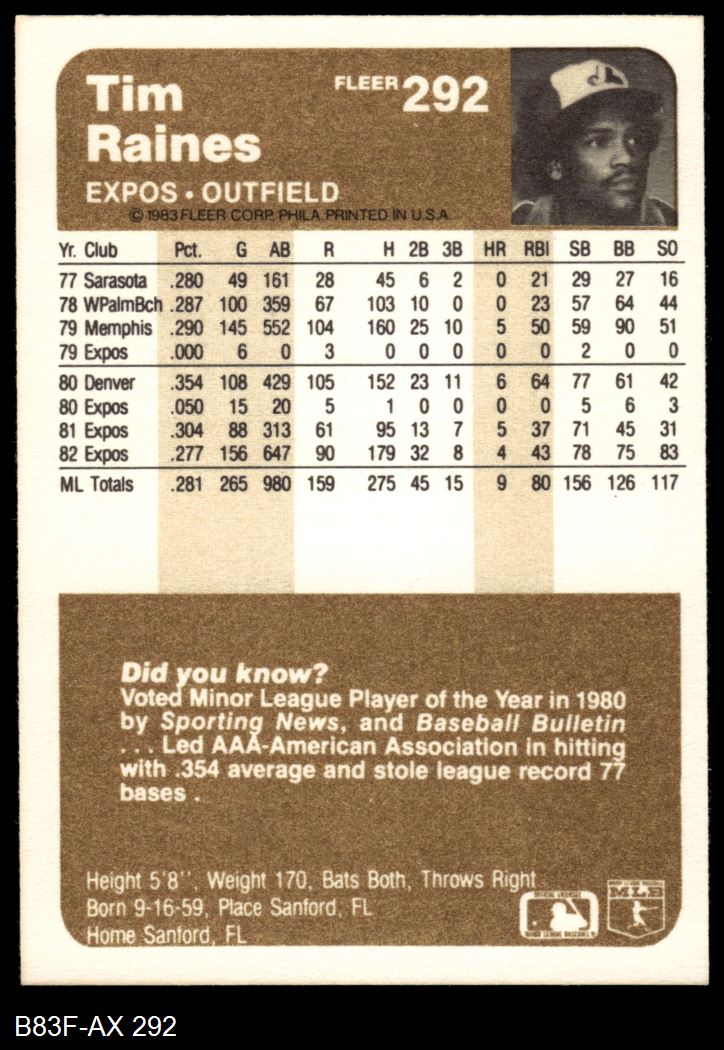 Tim
Raines
FLEER 292
EXPOS • OUTFIELD
© 1983 FLEER CORP. PHILA. PRINTED IN U.S.A.
Yr. Club Pct. G AB R H 2B 3B HR RBI SB BB SO
77 Sarasota .280 49 161 28 45 6 2 0 21 29 27 16
78 WPalmBch .287 100 359 67 103 10 0 0 23 57 64 44
79 Memphis .290 145 552 104 160 25 10 5 50 59 90 51
79 Expos .000 6 0 3 0 0 0 0 0 2 0 0
80 Denver .354 108 429 105 152 23 11 6 64 77 61 42
80 Expos .050 15 20 5 1 0 0 0 0 5 6 3
81 Expos .304 88 313 61 95 13 7 5 37 71 45 31
82 Expos .277 156 647 90 179 32 8 4 43 78 75 83
ML Totals .281 265 980 159 275 45 15 9 80 156 126 117
Did you know?
Voted Minor League Player of the Year in 1980
by Sporting News, and Baseball Bulletin
. . . Led AAA-American Association in hitting
with .354 average and stole league record 77
bases .
Height 5'8'', Weight 170, Bats Both, Throws Right
Born 9-16-59, Place Sanford, FL
Home Sanford, FL
MLB
B83F-AX 292